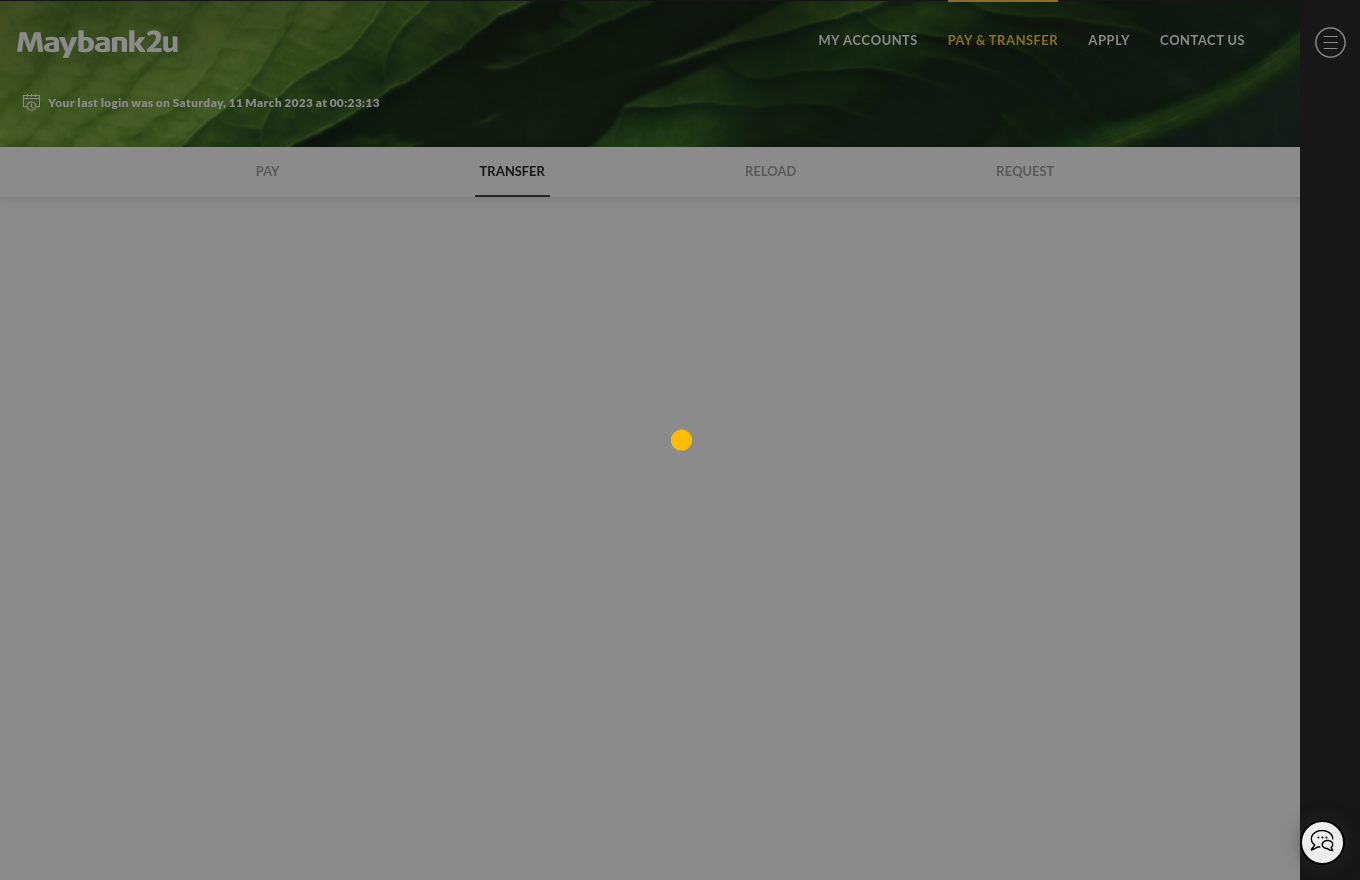 Maybank2u
MY ACCOUNTS PAY & TRANSFER APPLY CONTACT US
Your last login was on Saturday, 11 March 2023 at 00:23:13
PAY TRANSFER RELOAD REQUEST